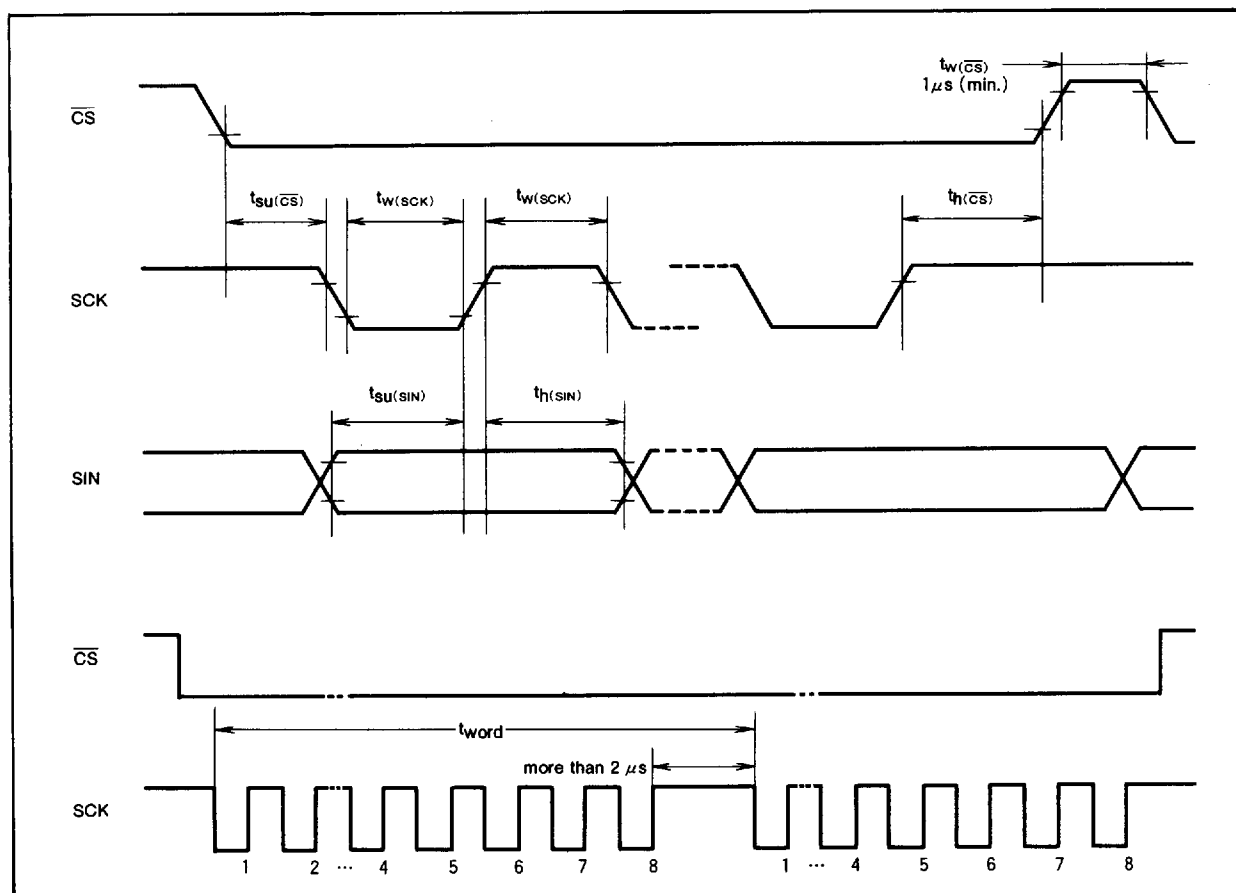 tw(CS)
1μs (min.)
CS
tsu(CS) tw(SCK) tw(SCK) th(CS)
SCK
tsu(SIN) th(SIN)
SIN
CS
tword
more than 2 μs
SCK
1 2 ... 4 5 6 7 8 1 ... 4 5 6 7 8